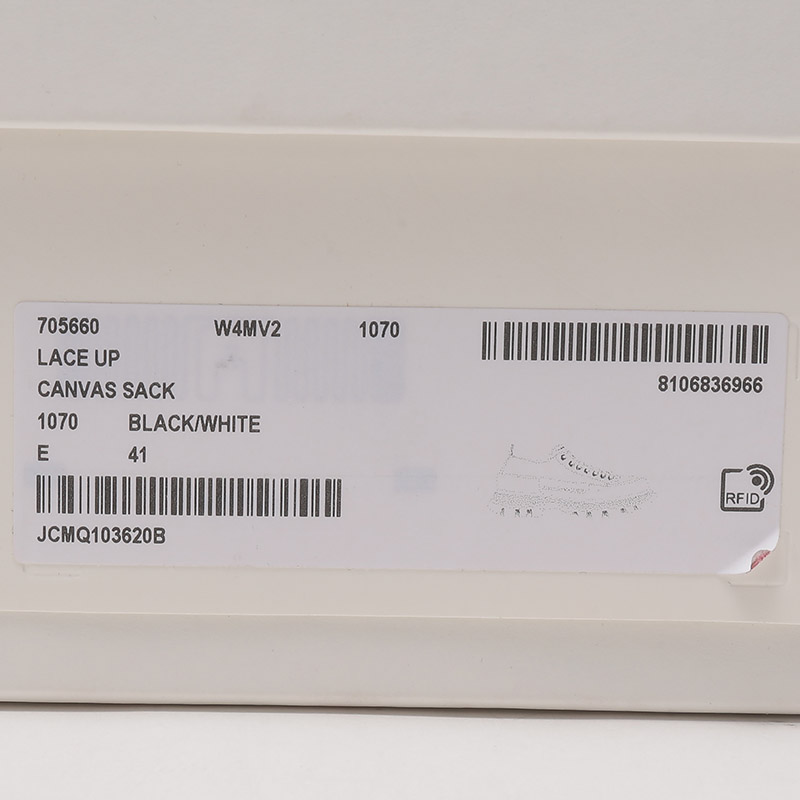 705660 W4MV2 1070
LACE UP
CANVAS SACK
1070 BLACK/WHITE
E 41
JCMQ103620B
8106836966
RFID